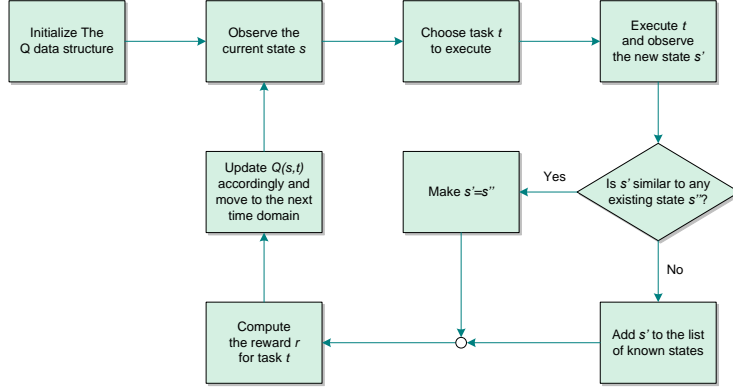 Initialize The
Q data structure
Observe the
current state s
Choose task t
to execute
Execute t
and observe
the new state s'
Is s' similar to any
existing state s''?
Yes
Make s'=s''
No
Add s' to the list
of known states
Compute
the reward r
for task t
Update Q(s,t)
accordingly and
move to the next
time domain